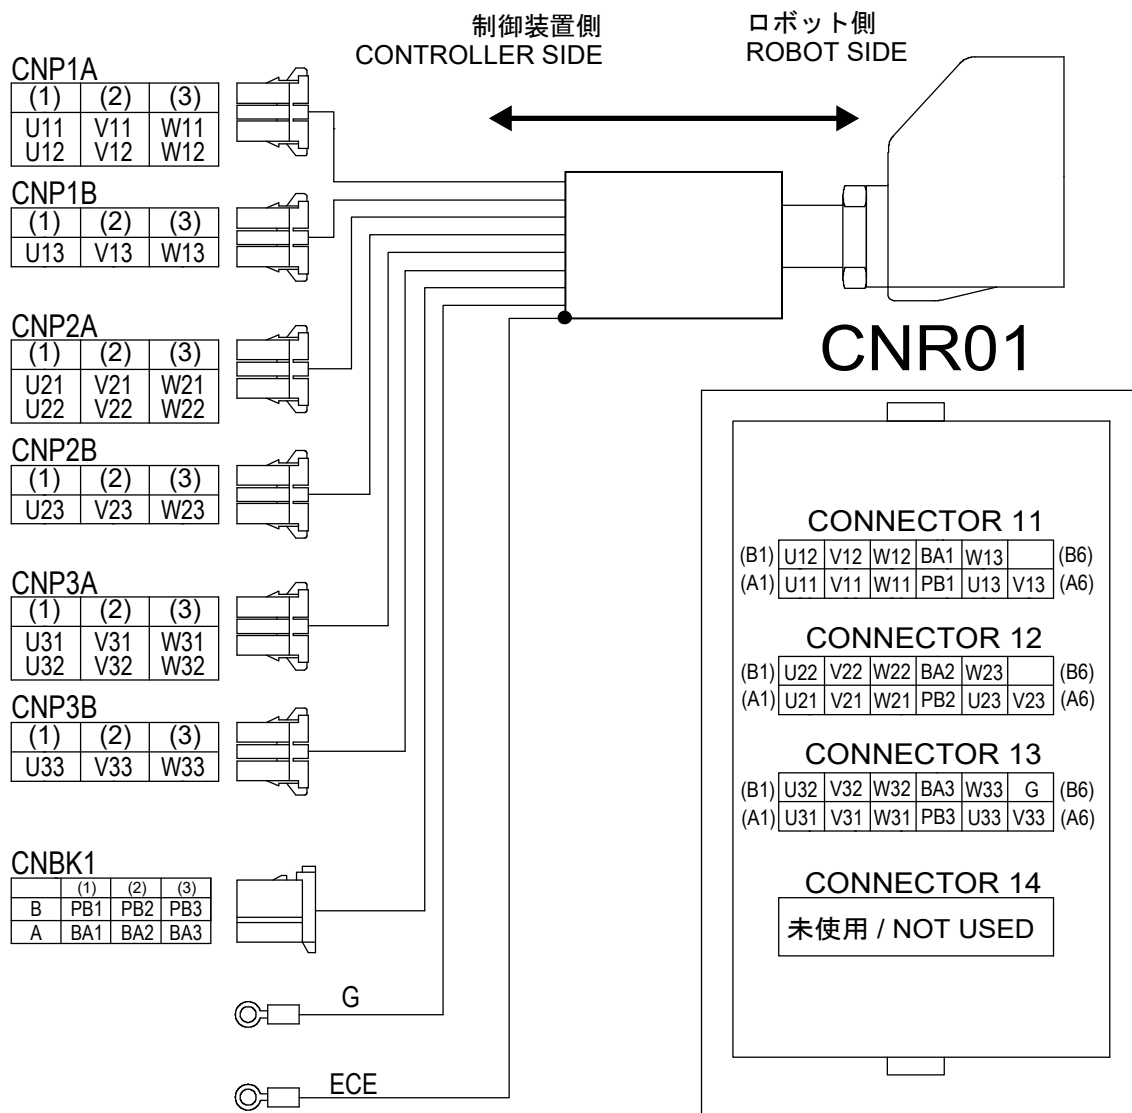 制御装置側
CONTROLLER SIDE
ロボット側
ROBOT SIDE
CNP1A
(1) (2) (3)
U11 V11 W11
U12 V12 W12
CNP1B
(1) (2) (3)
U13 V13 W13
CNP2A
(1) (2) (3)
U21 V21 W21
U22 V22 W22
CNP2B
(1) (2) (3)
U23 V23 W23
CNP3A
(1) (2) (3)
U31 V31 W31
U32 V32 W32
CNP3B
(1) (2) (3)
U33 V33 W33
CNBK1
(1) (2) (3)
B PB1 PB2 PB3
A BA1 BA2 BA3
G
ECE
CNR01
CONNECTOR 11
(B1) U12 V12 W12 BA1 W13 (B6)
(A1) U11 V11 W11 PB1 U13 V13 (A6)
CONNECTOR 12
(B1) U22 V22 W22 BA2 W23 (B6)
(A1) U21 V21 W21 PB2 U23 V23 (A6)
CONNECTOR 13
(B1) U32 V32 W32 BA3 W33 G (B6)
(A1) U31 V31 W31 PB3 U33 V33 (A6)
CONNECTOR 14
未使用 / NOT USED